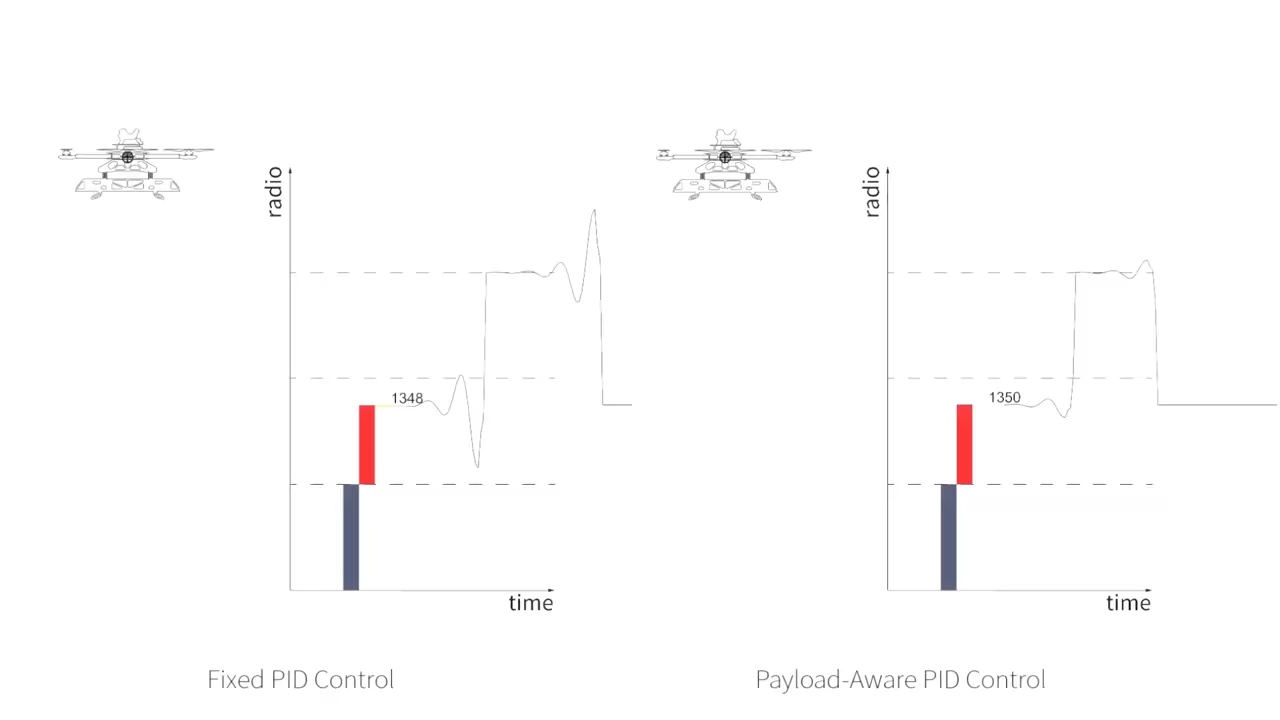 radio
1348
time
Fixed PID Control
radio
1350
time
Payload-Aware PID Control